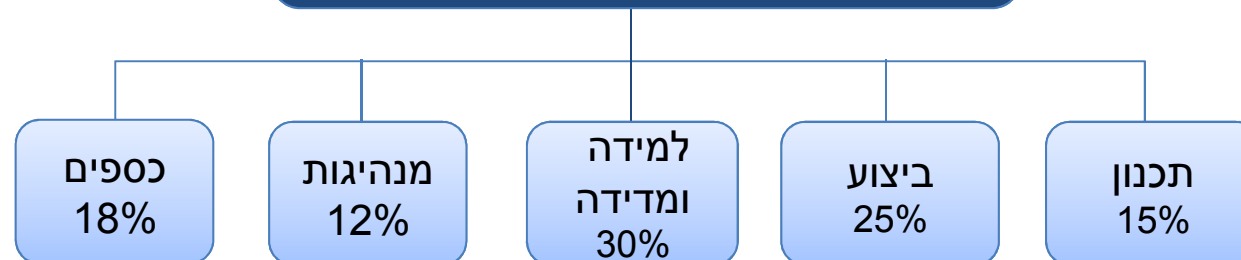 תכנון
15%
ביצוע
25%
למידה
ומדידה
30%
מנהיגות
12%
כספים
18%